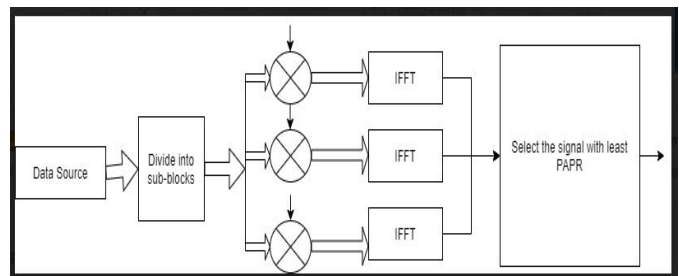 Data Source
Divide into
sub-blocks
IFFT
IFFT
IFFT
Select the signal with least
PAPR